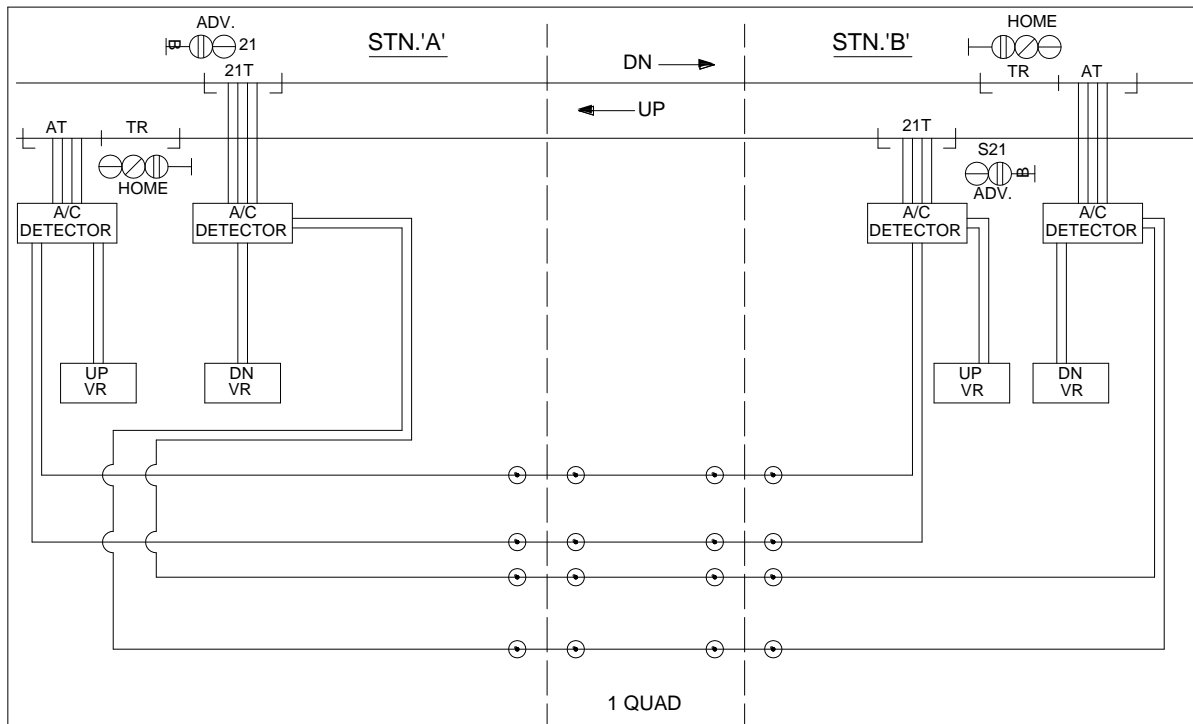 ADV.
B
21
STN.'A'
STN.'B'
HOME
DN
21T
TR
AT
UP
AT
TR
21T
S21
B
HOME
ADV.
A/C
DETECTOR
A/C
DETECTOR
A/C
DETECTOR
A/C
DETECTOR
UP
VR
DN
VR
UP
VR
DN
VR
1 QUAD